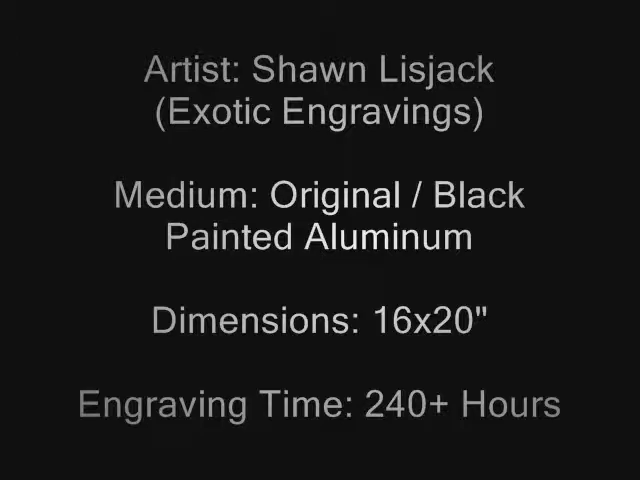 Artist: Shawn Lisjack
(Exotic Engravings)
Medium: Original / Black
Painted Aluminum
Dimensions: 16x20"
Engraving Time: 240+ Hours